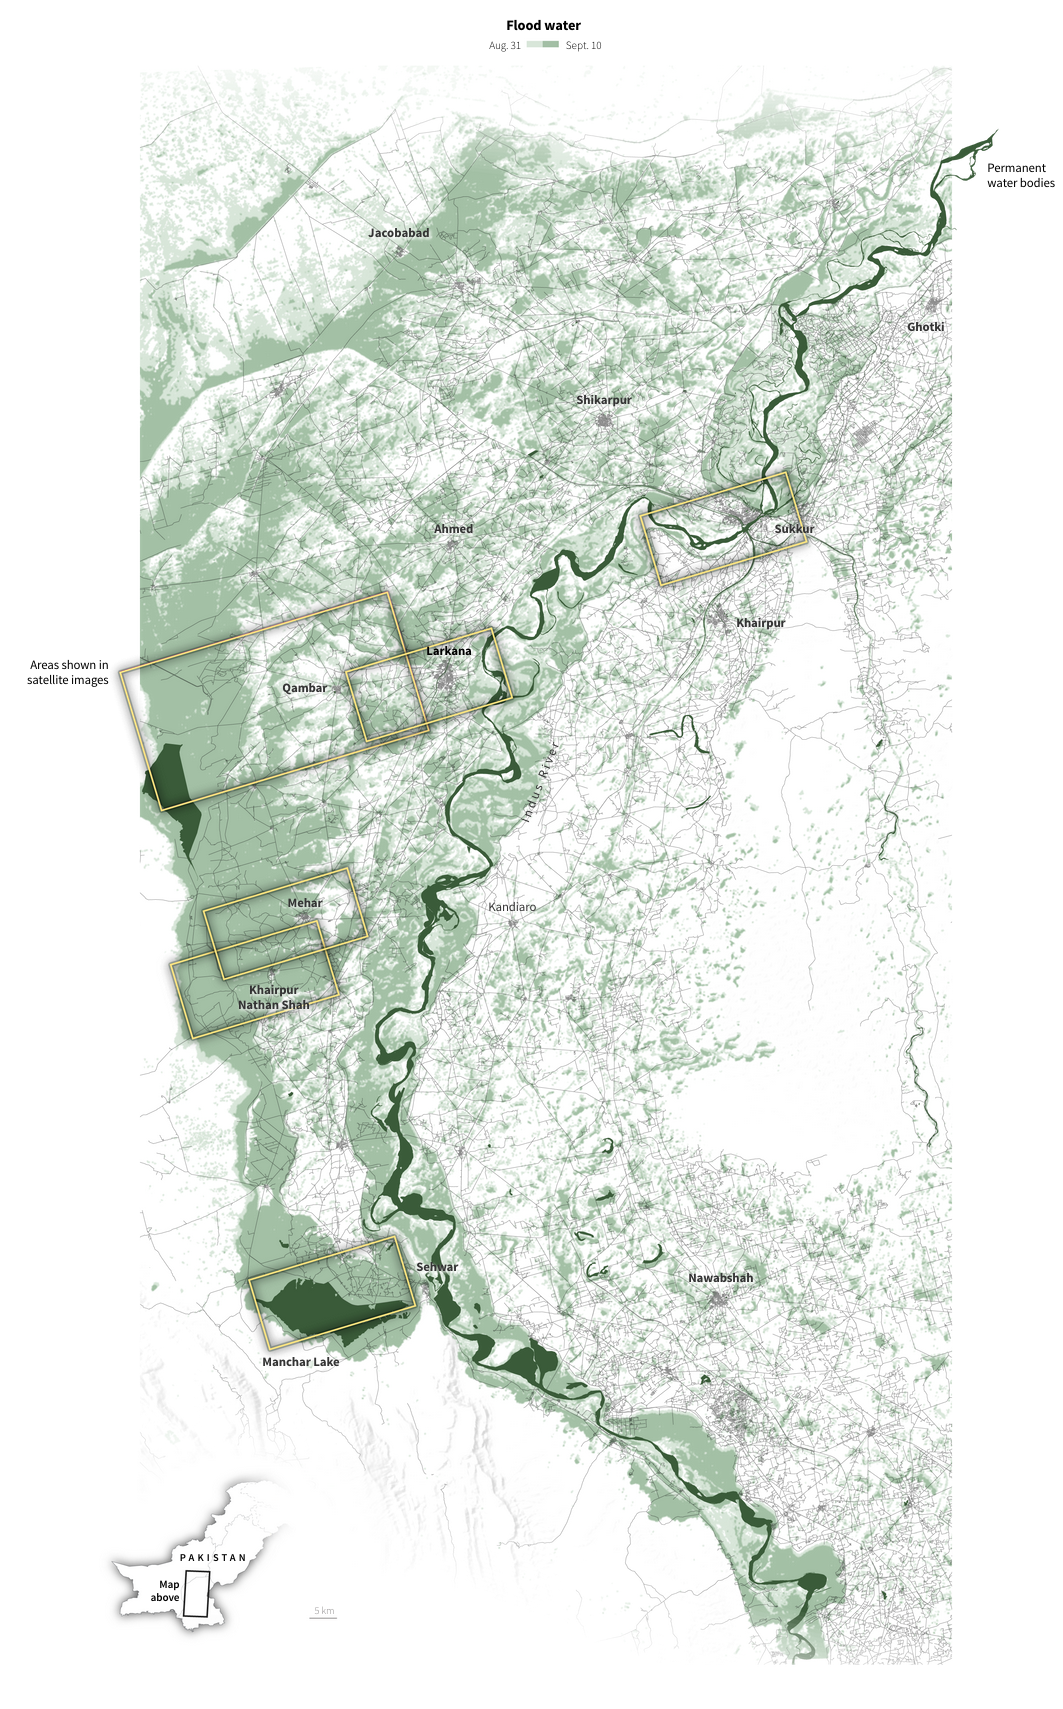 Flood water
Aug. 31
Sept. 10
Permanent
water bodies
Jacobabad
Ghotki
Shikarpur
Ahmed
Sukkur
Khairpur
Larkana
Areas shown in
satellite images
Qambar
Indus River
Mehar
Kandiaro
Khairpur
Nathan Shah
Sehwar
Nawabshah
Manchar Lake
PAKISTAN
Map
above
5 km